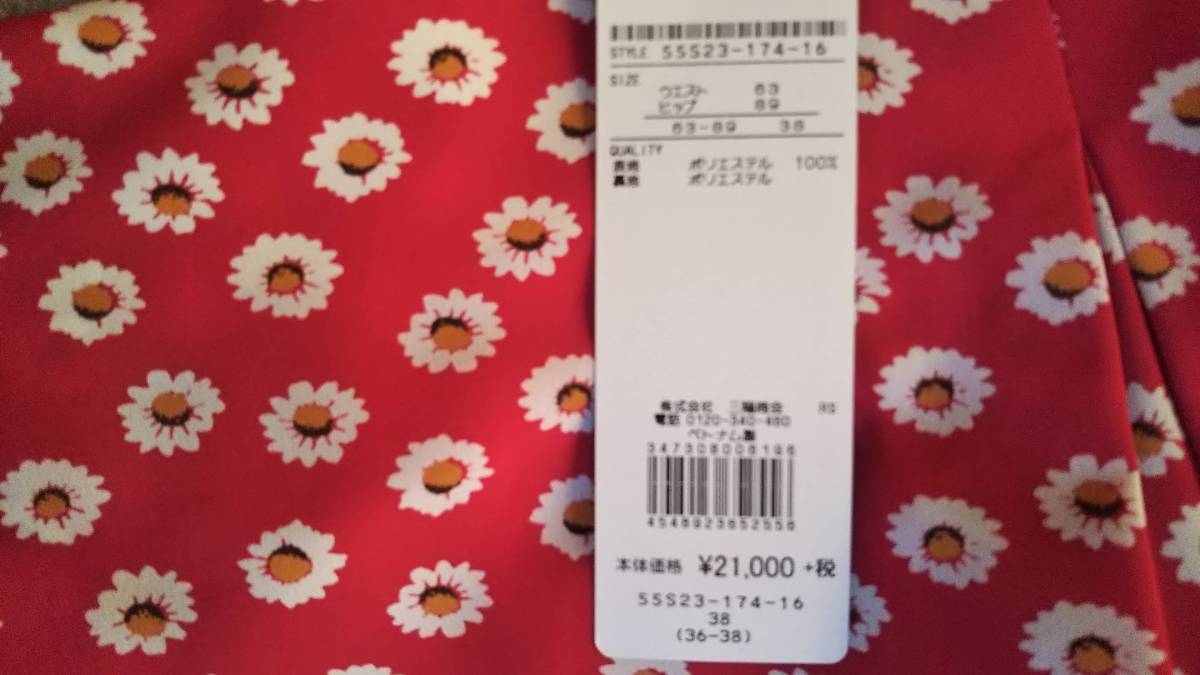 STYLE 55S23-174-16
SIZE
ウエスト 63
ヒップ 89
63-89 38
QUALITY
表地 ポリエステル 100%
裏地 ポリエステル
株式会社 三陽商会 RS
電話 0120-340-460
ベトナム製
347308008196
4548923652558
本体価格 ¥21,000 +税
55S23-174-16
38
(36-38)